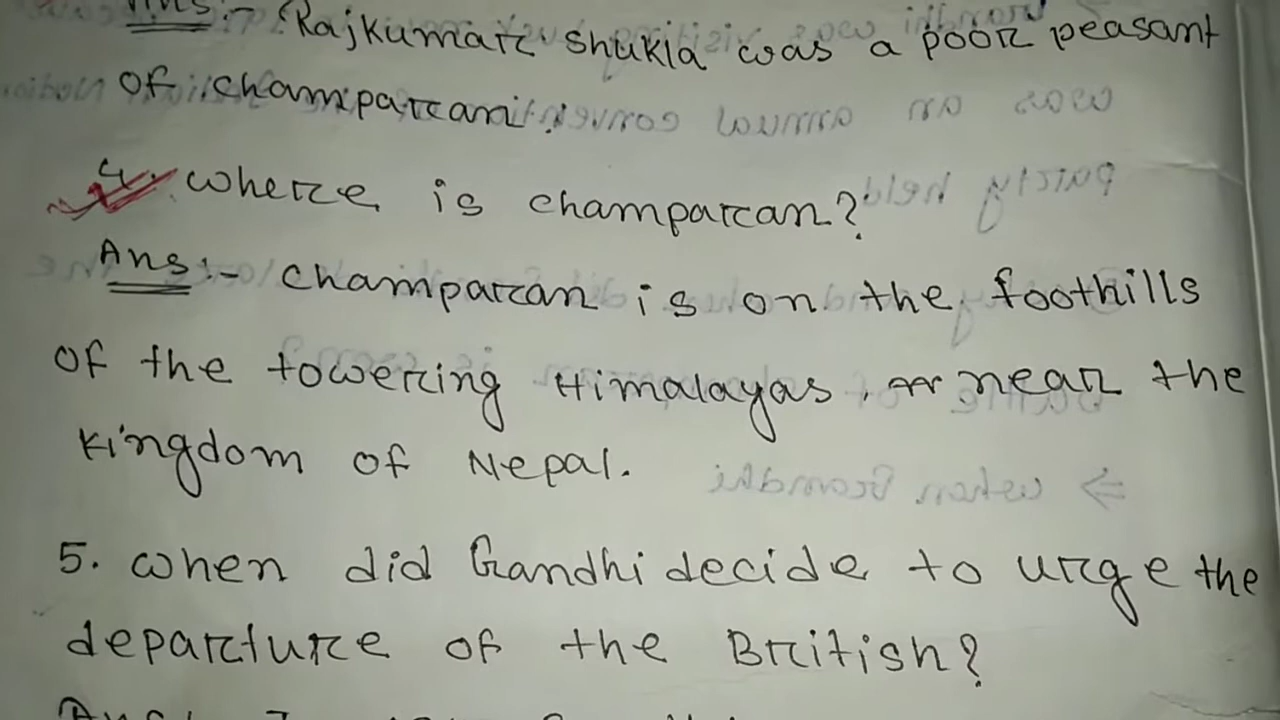 Ans:- Rajkumar Shukla was a poor peasant
of champaran.
4. where is champaran?
Ans:- Champaran is on the foothills
of the towering Himalayas, near the
kingdom of Nepal.
5. when did Gandhi decide to urge the
departure of the British?
Ans: